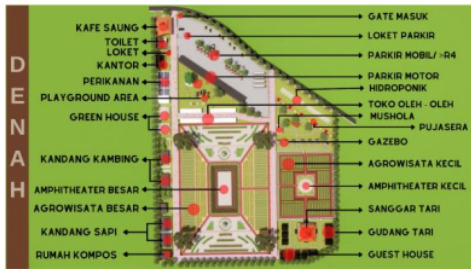 DENAH
KAFE SAUNG
TOILET
LOKET
KANTOR
PERIKANAN
PLAYGROUND AREA
GREEN HOUSE
KANDANG KAMBING
AMPHITHEATER BESAR
AGROWISATA BESAR
KANDANG SAPI
RUMAH KOMPOS
GATE MASUK
LOKET PARKIR
PARKIR MOBIL/ >R4
PARKIR MOTOR
HIDROPONIK
TOKO OLEH - OLEH
MUSHOLA
PUJASERA
GAZEBO
AGROWISATA KECIL
AMPHITHEATER KECIL
SANGGAR TARI
GUDANG TARI
GUEST HOUSE